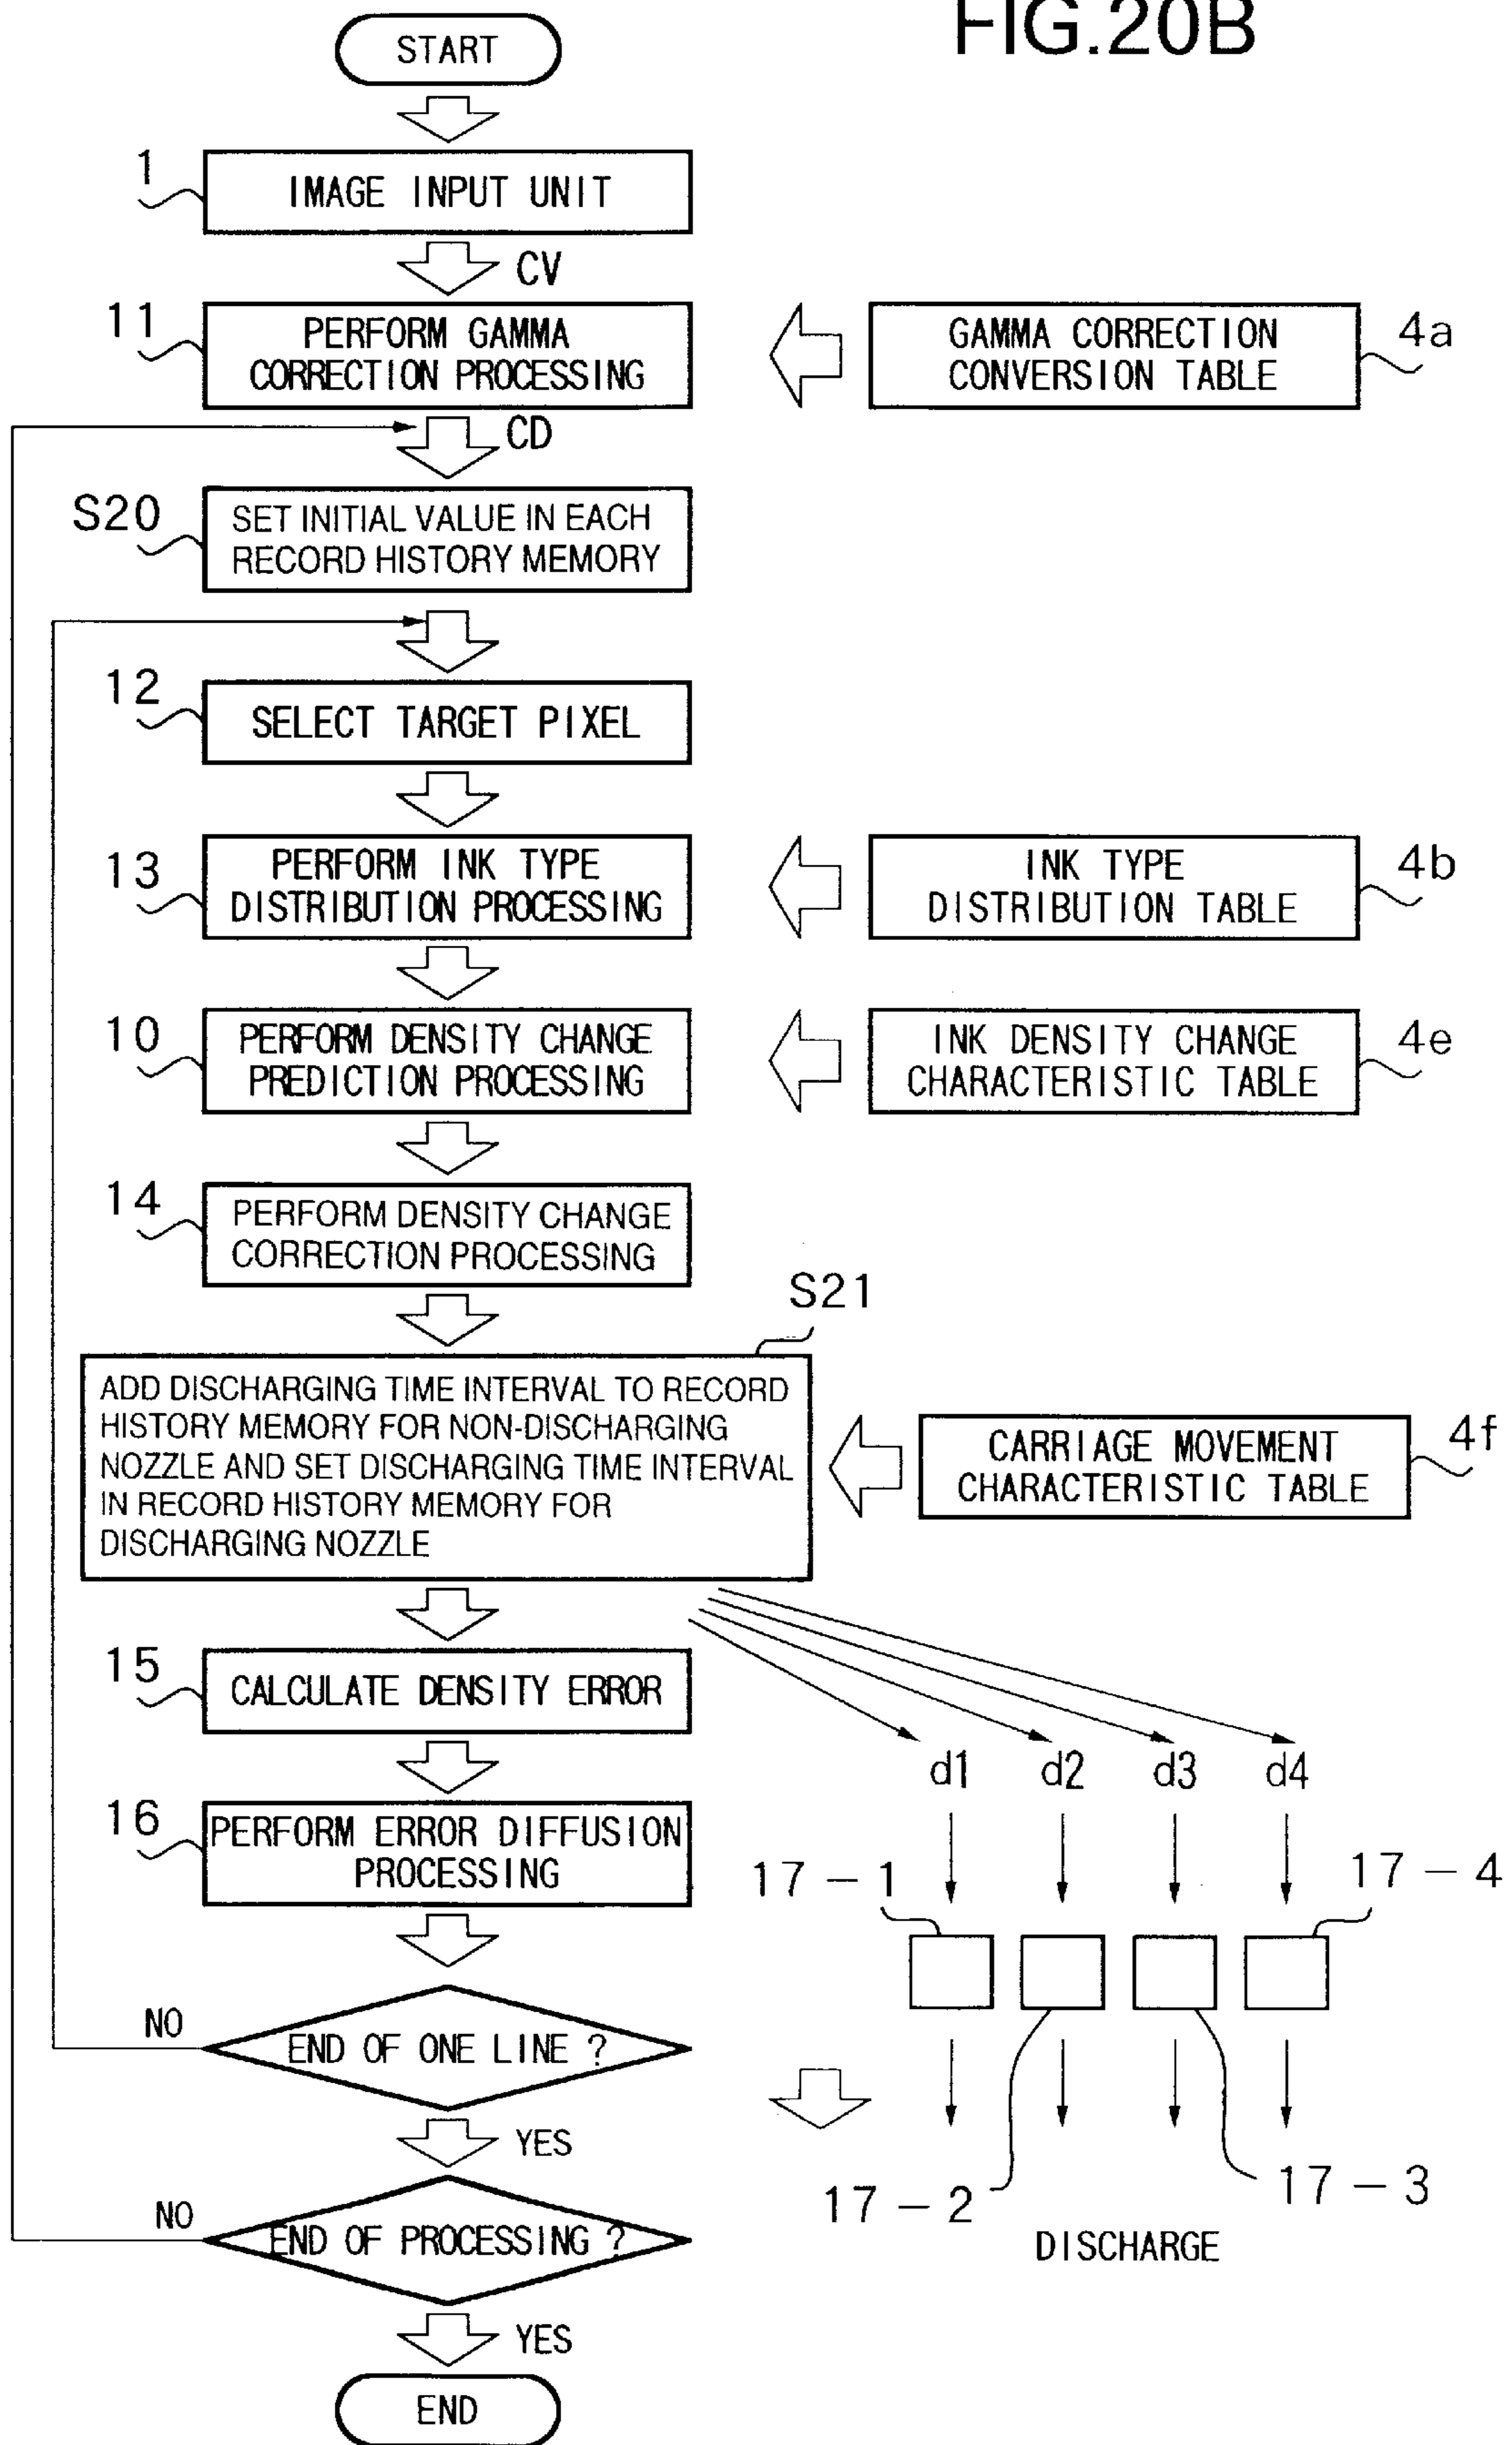 FIG.20B
START
1
IMAGE INPUT UNIT
CV
11
PERFORM GAMMA
CORRECTION PROCESSING
GAMMA CORRECTION
CONVERSION TABLE
4a
CD
S20
SET INITIAL VALUE IN EACH
RECORD HISTORY MEMORY
12
SELECT TARGET PIXEL
13
PERFORM INK TYPE
DISTRIBUTION PROCESSING
INK TYPE
DISTRIBUTION TABLE
4b
10
PERFORM DENSITY CHANGE
PREDICTION PROCESSING
INK DENSITY CHANGE
CHARACTERISTIC TABLE
4e
14
PERFORM DENSITY CHANGE
CORRECTION PROCESSING
S21
ADD DISCHARGING TIME INTERVAL TO RECORD
HISTORY MEMORY FOR NON-DISCHARGING
NOZZLE AND SET DISCHARGING TIME INTERVAL
IN RECORD HISTORY MEMORY FOR
DISCHARGING NOZZLE
CARRIAGE MOVEMENT
CHARACTERISTIC TABLE
4f
15
CALCULATE DENSITY ERROR
d1 d2 d3 d4
16
PERFORM ERROR DIFFUSION
PROCESSING
17-1
17-4
NO
END OF ONE LINE ?
YES
17-2
17-3
NO
END OF PROCESSING ?
DISCHARGE
YES
END